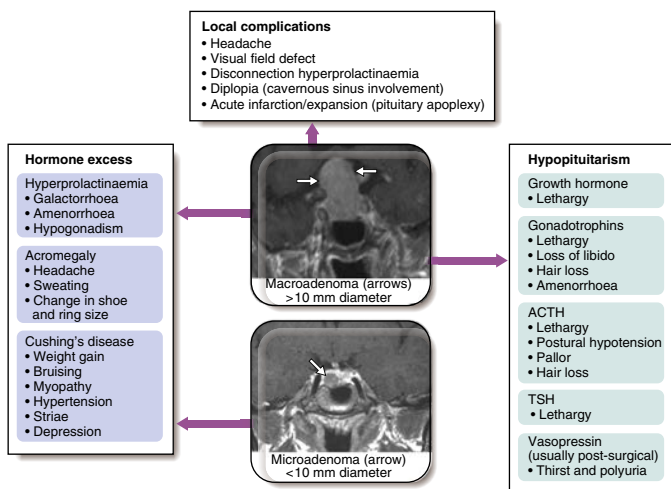 Local complications
• Headache
• Visual field defect
• Disconnection hyperprolactinaemia
• Diplopia (cavernous sinus involvement)
• Acute infarction/expansion (pituitary apoplexy)
Hormone excess
Hyperprolactinaemia
• Galactorrhoea
• Amenorrhoea
• Hypogonadism
Acromegaly
• Headache
• Sweating
• Change in shoe
and ring size
Cushing's disease
• Weight gain
• Bruising
• Myopathy
• Hypertension
• Striae
• Depression
Macroadenoma (arrows)
>10 mm diameter
Microadenoma (arrow)
<10 mm diameter
Hypopituitarism
Growth hormone
• Lethargy
Gonadotrophins
• Lethargy
• Loss of libido
• Hair loss
• Amenorrhoea
ACTH
• Lethargy
• Postural hypotension
• Pallor
• Hair loss
TSH
• Lethargy
Vasopressin
(usually post-surgical)
• Thirst and polyuria